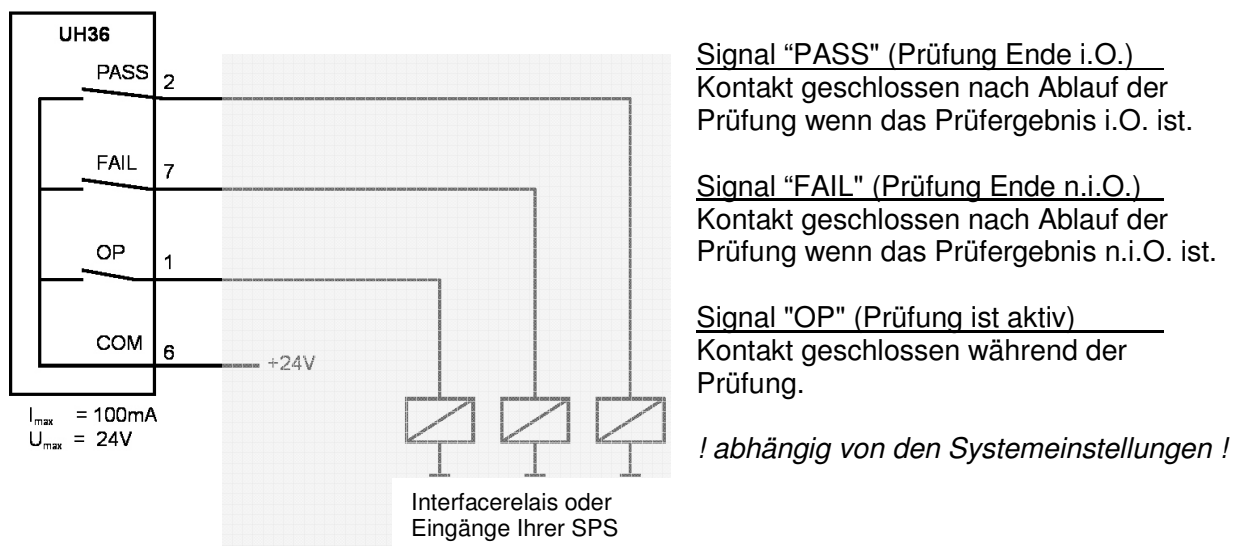 UH36
PASS 2
FAIL 7
OP 1
COM 6
+24V
I max = 100mA
U max = 24V
Interfacerelais oder
Eingänge Ihrer SPS
Signal “PASS" (Prüfung Ende i.O.)
Kontakt geschlossen nach Ablauf der
Prüfung wenn das Prüfergebnis i.O. ist.
Signal “FAIL" (Prüfung Ende n.i.O.)
Kontakt geschlossen nach Ablauf der
Prüfung wenn das Prüfergebnis n.i.O. ist.
Signal "OP" (Prüfung ist aktiv)
Kontakt geschlossen während der
Prüfung.
! abhängig von den Systemeinstellungen !